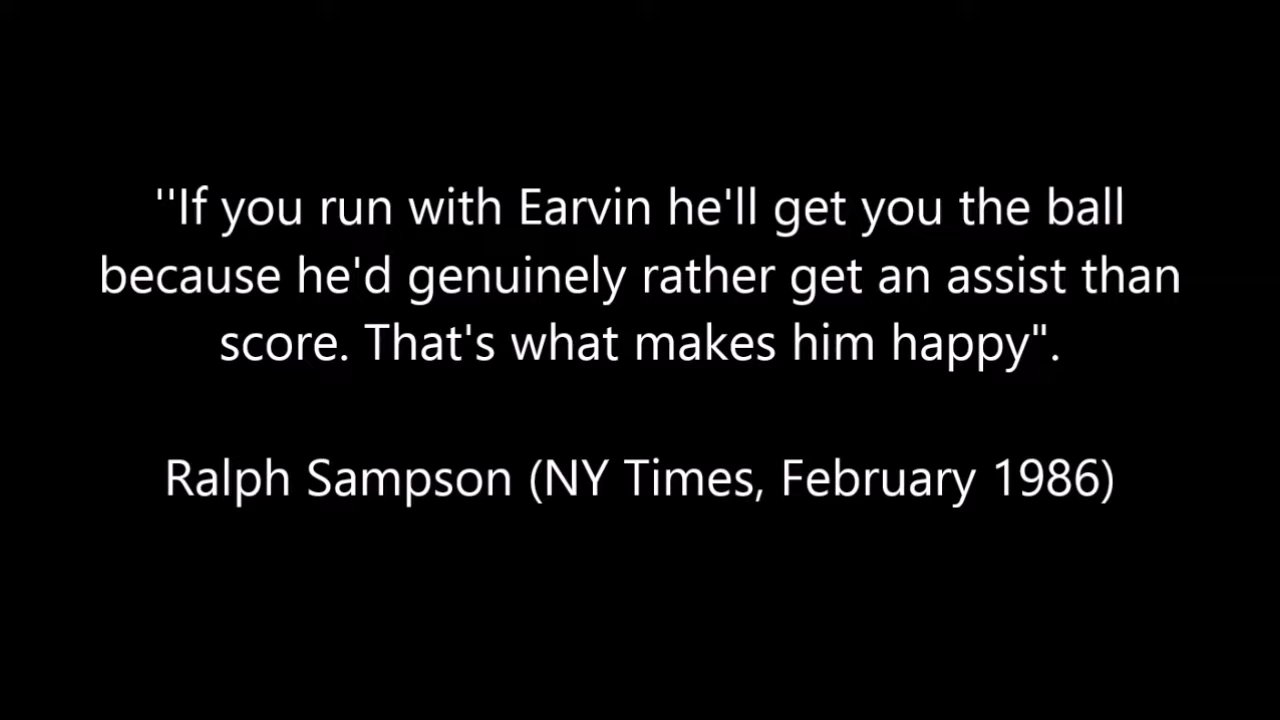 ''If you run with Earvin he'll get you the ball
because he'd genuinely rather get an assist than
score. That's what makes him happy".
Ralph Sampson (NY Times, February 1986)